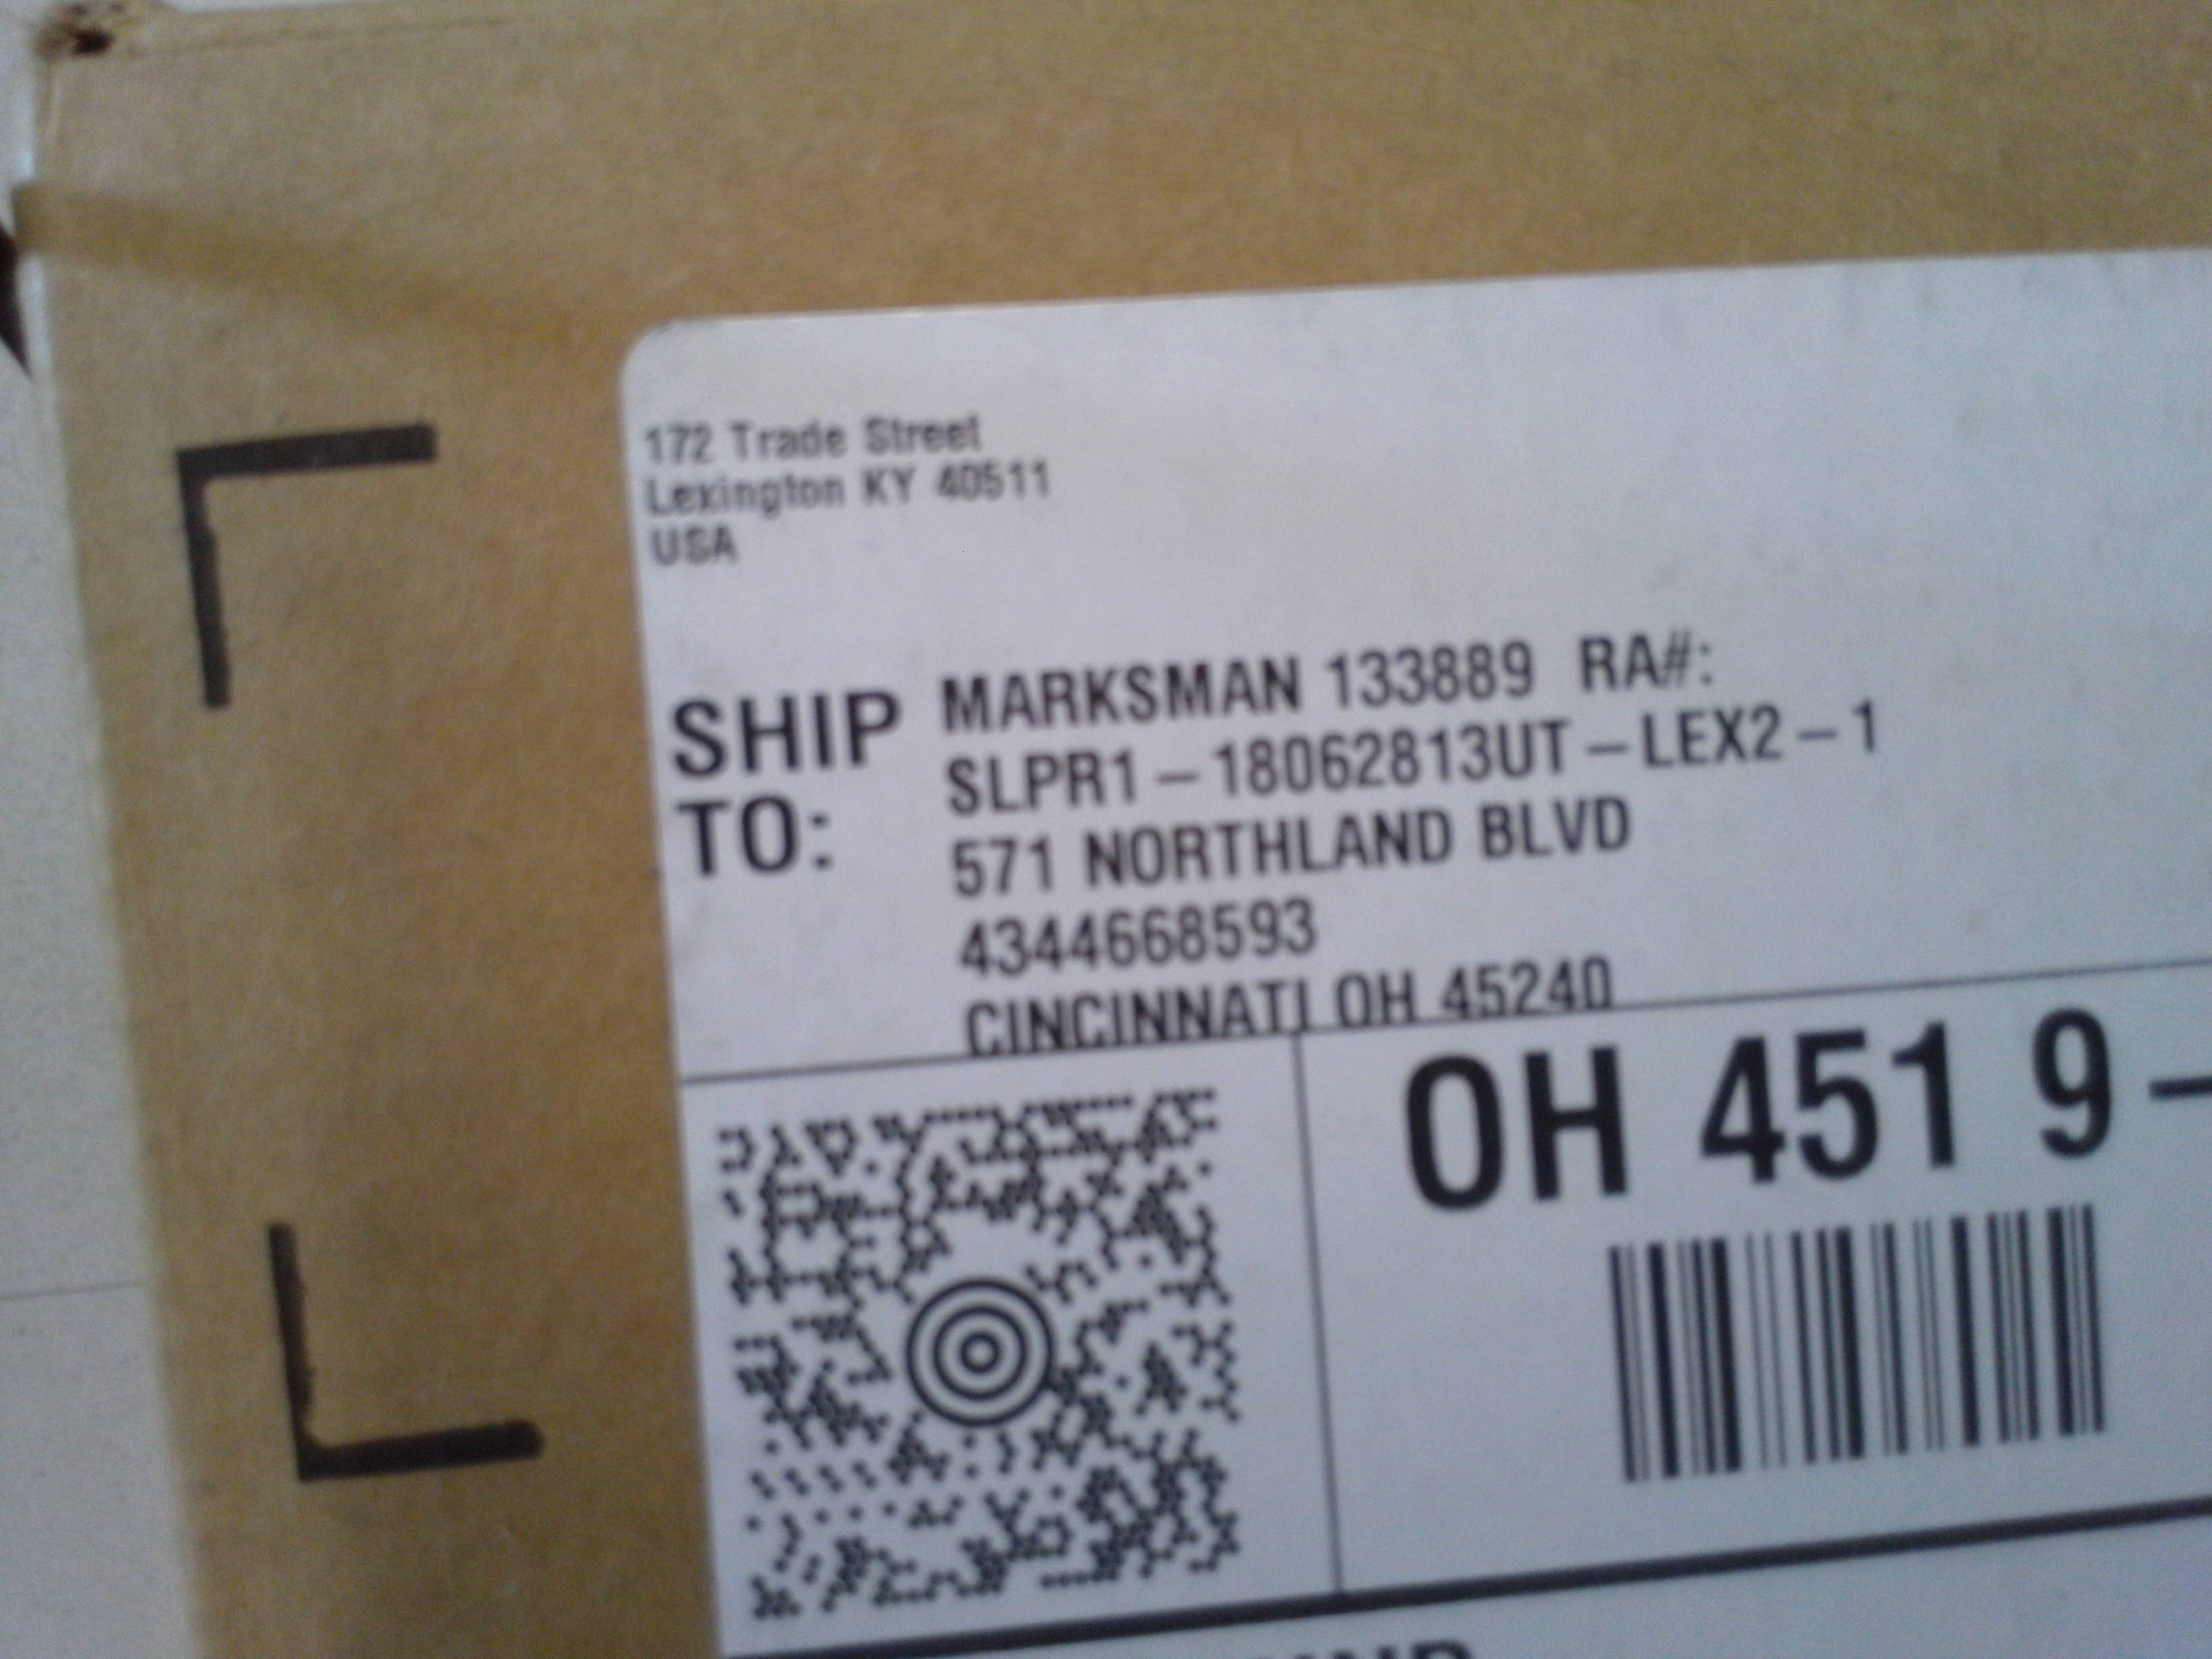 172 Trade Street
Lexington KY 40511
USA
SHIP TO:
MARKSMAN 133889 RA#:
SLPR1-18062813UT-LEX2-1
571 NORTHLAND BLVD
4344668593
CINCINNATI OH 45240
OH 451 9-